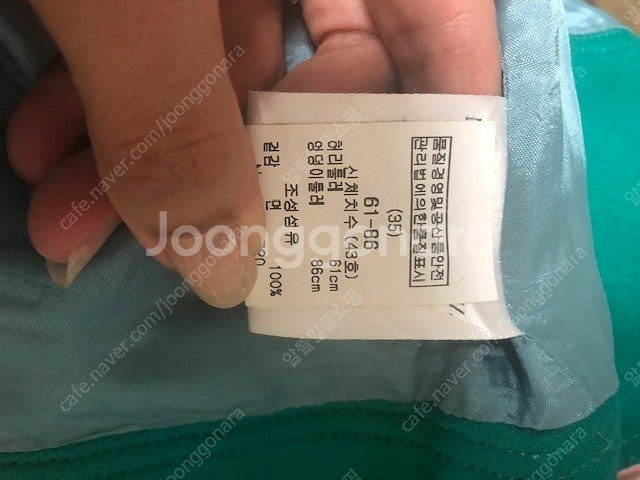 품질경영및공산품안전
관리법에의한품질표시
(35)
61-86
신체치수 (43호)
허리둘레 61cm
엉덩이둘레 86cm
조성섬유
겉감 면 100%
Joonggonara
cafe.naver.com/joonggonara